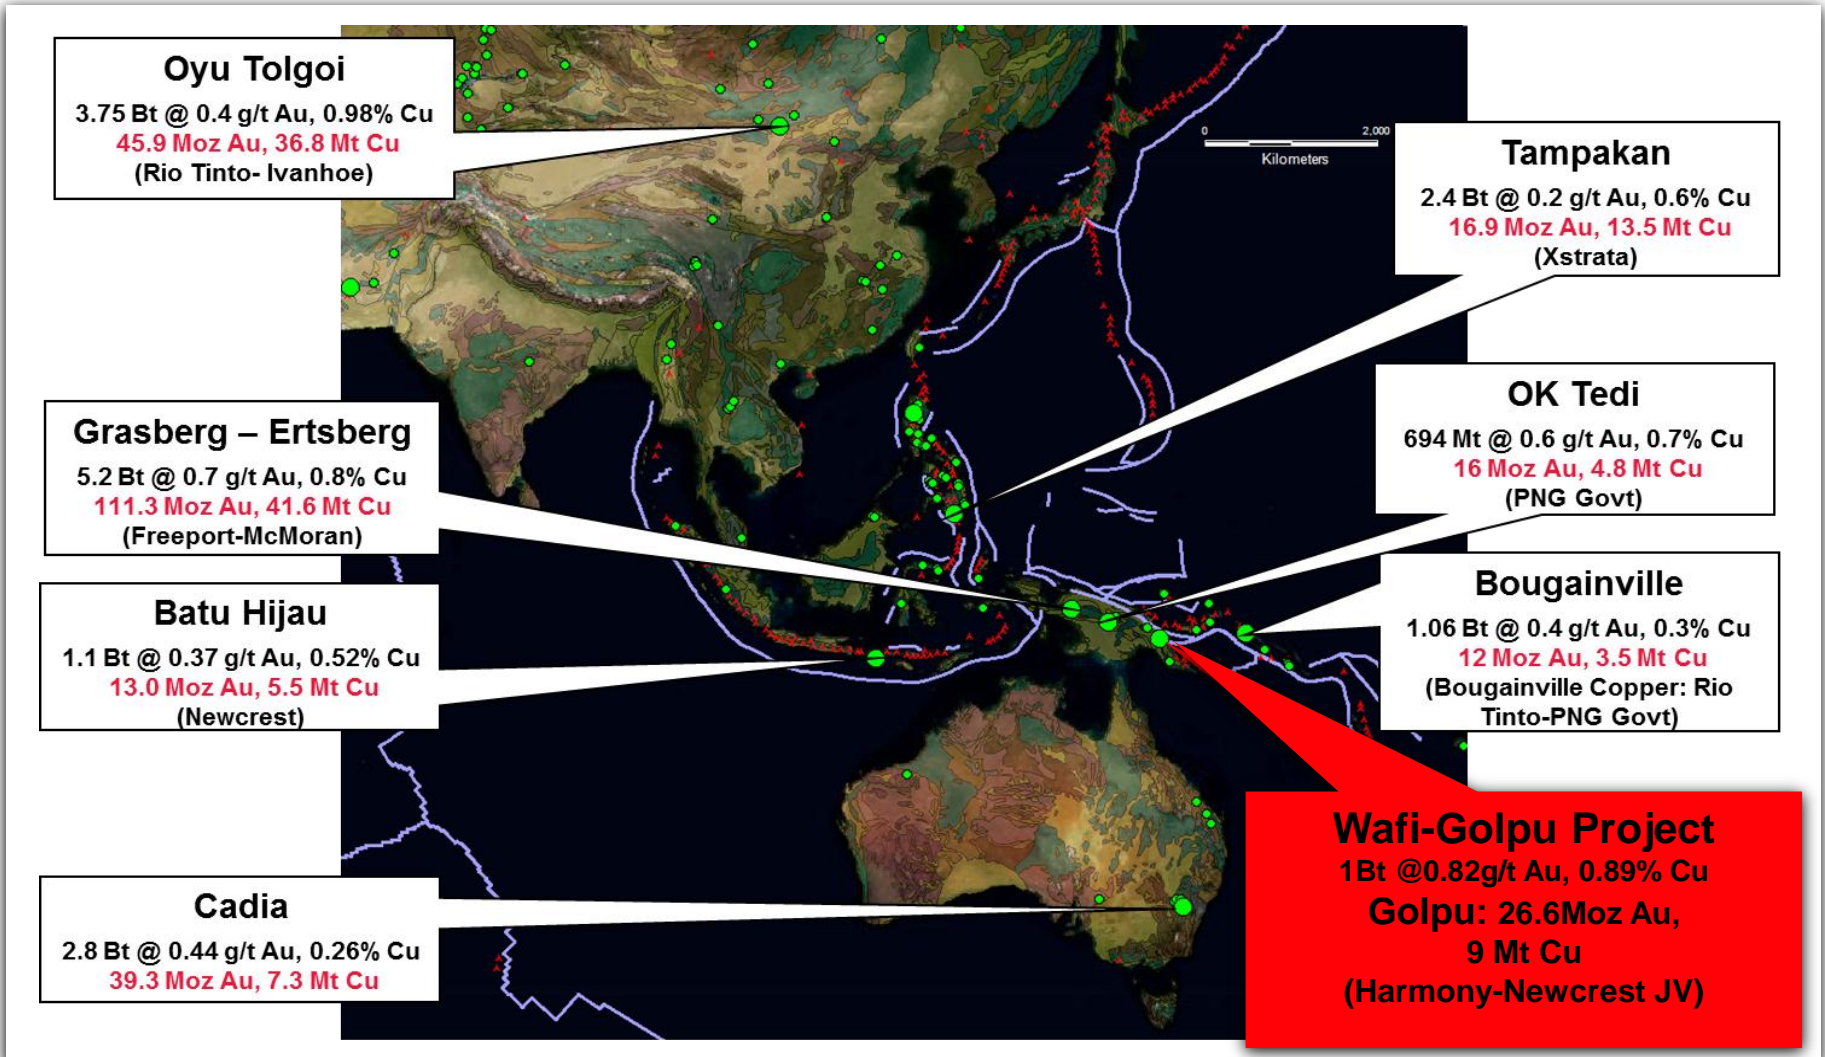 Oyu Tolgoi
3.75 Bt @ 0.4 g/t Au, 0.98% Cu
45.9 Moz Au, 36.8 Mt Cu
(Rio Tinto- Ivanhoe)
0 2,000
Kilometers
Tampakan
2.4 Bt @ 0.2 g/t Au, 0.6% Cu
16.9 Moz Au, 13.5 Mt Cu
(Xstrata)
Grasberg – Ertsberg
5.2 Bt @ 0.7 g/t Au, 0.8% Cu
111.3 Moz Au, 41.6 Mt Cu
(Freeport-McMoran)
OK Tedi
694 Mt @ 0.6 g/t Au, 0.7% Cu
16 Moz Au, 4.8 Mt Cu
(PNG Govt)
Batu Hijau
1.1 Bt @ 0.37 g/t Au, 0.52% Cu
13.0 Moz Au, 5.5 Mt Cu
(Newcrest)
Bougainville
1.06 Bt @ 0.4 g/t Au, 0.3% Cu
12 Moz Au, 3.5 Mt Cu
(Bougainville Copper: Rio
Tinto-PNG Govt)
Cadia
2.8 Bt @ 0.44 g/t Au, 0.26% Cu
39.3 Moz Au, 7.3 Mt Cu
Wafi-Golpu Project
1Bt @0.82g/t Au, 0.89% Cu
Golpu: 26.6Moz Au,
9 Mt Cu
(Harmony-Newcrest JV)